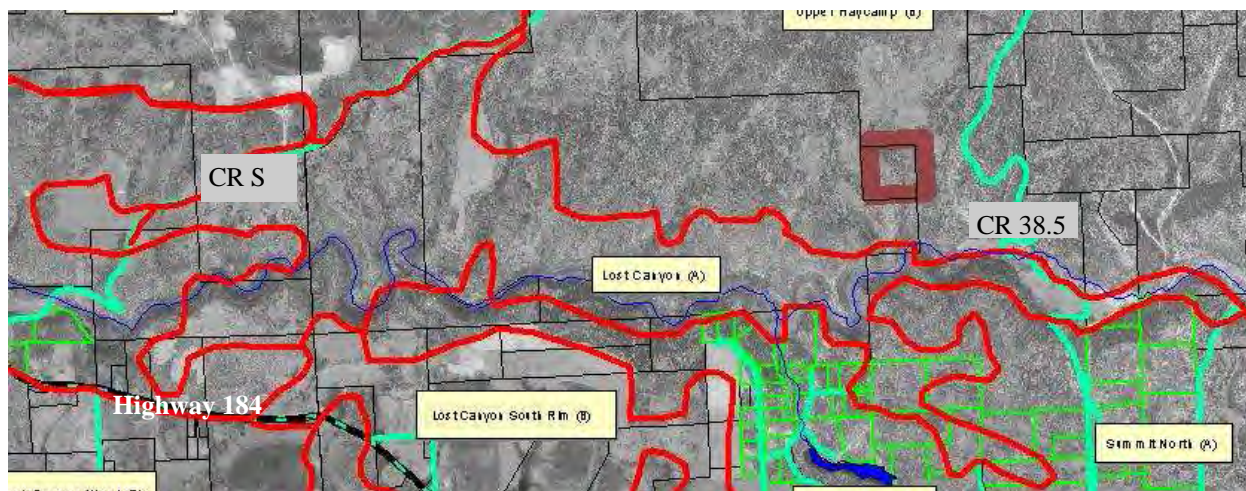 Upper Haycamp (B)
CR S
CR 38.5
Lost Canyon (A)
Highway 184
Lost Canyon South Rim (B)
Summit North (A)